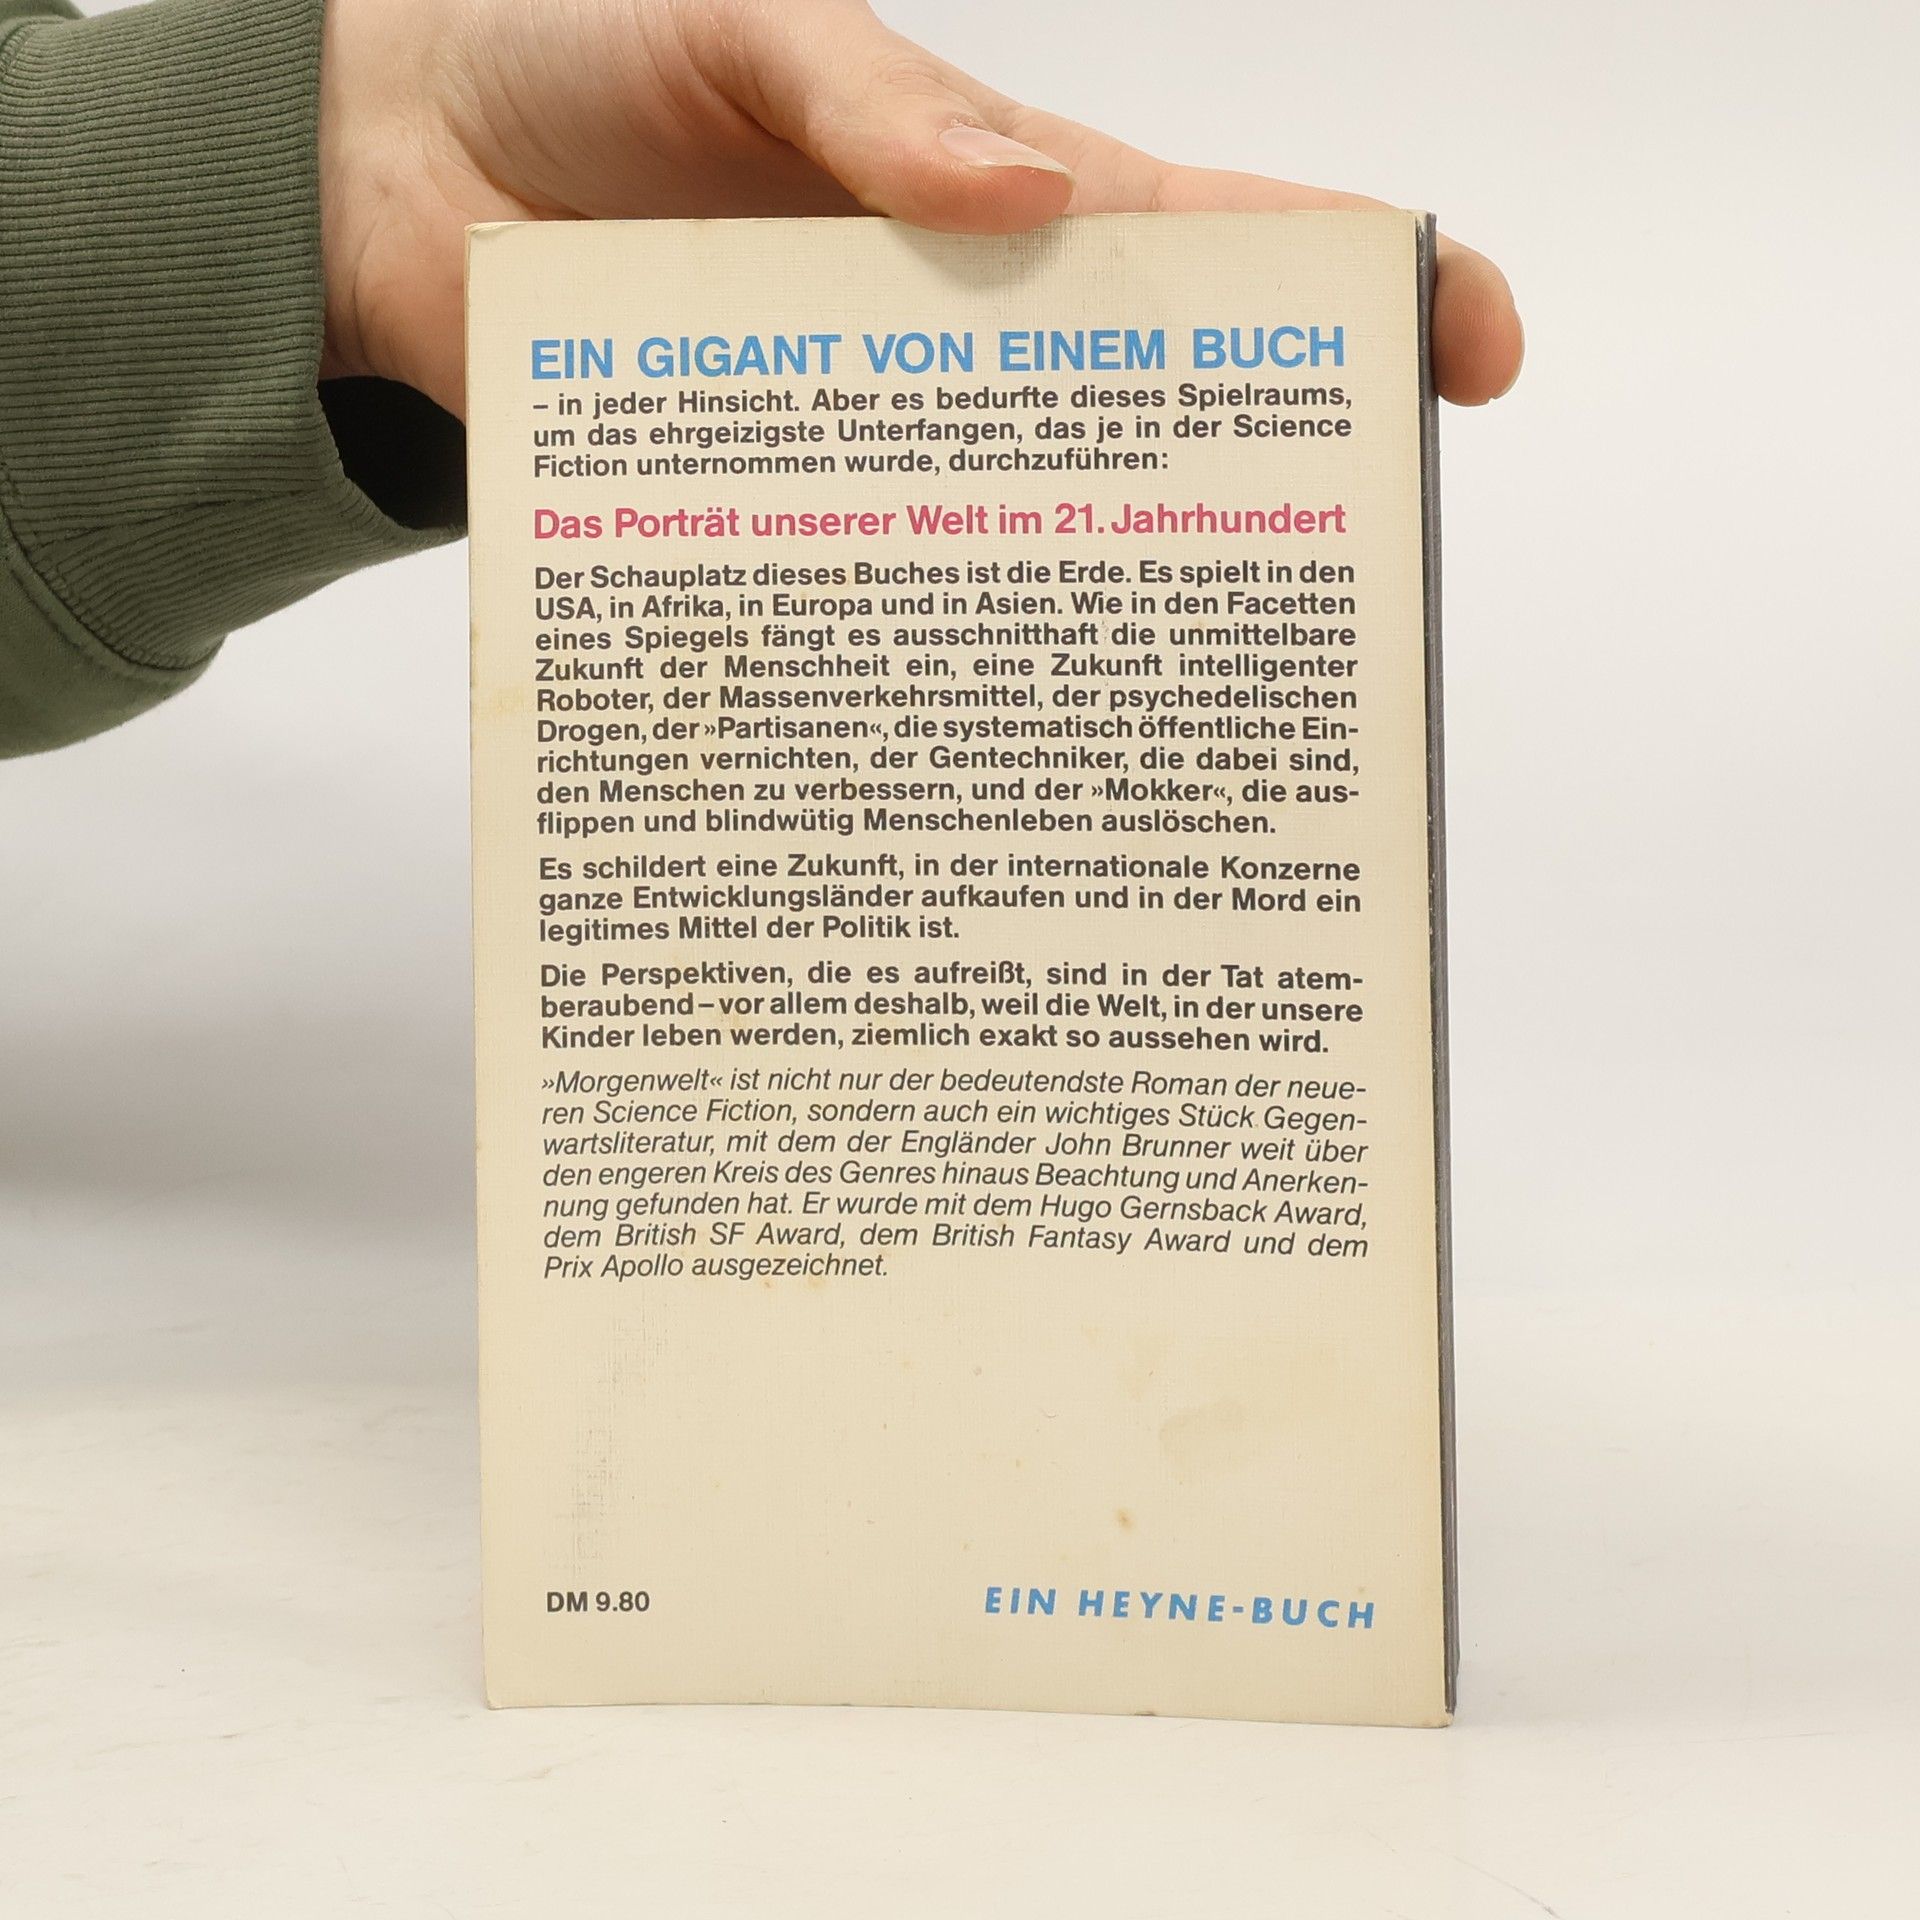 EIN GIGANT VON EINEM BUCH
– in jeder Hinsicht. Aber es bedurfte dieses Spielraums,
um das ehrgeizigste Unterfangen, das je in der Science
Fiction unternommen wurde, durchzuführen:
Das Porträt unserer Welt im 21. Jahrhundert
Der Schauplatz dieses Buches ist die Erde. Es spielt in den
USA, in Afrika, in Europa und in Asien. Wie in den Facetten
eines Spiegels fängt es ausschnitthaft die unmittelbare
Zukunft der Menschheit ein, eine Zukunft intelligenter
Roboter, der Massenverkehrsmittel, der psychedelischen
Drogen, der »Partisanen«, die systematisch öffentliche Ein-
richtungen vernichten, der Gentechniker, die dabei sind,
den Menschen zu verbessern, und der »Mokker«, die aus-
flippen und blindwütig Menschenleben auslöschen.
Es schildert eine Zukunft, in der internationale Konzerne
ganze Entwicklungsländer aufkaufen und in der Mord ein
legitimes Mittel der Politik ist.
Die Perspektiven, die es aufreißt, sind in der Tat atem-
beraubend – vor allem deshalb, weil die Welt, in der unsere
Kinder leben werden, ziemlich exakt so aussehen wird.
»Morgenwelt« ist nicht nur der bedeutendste Roman der neue-
ren Science Fiction, sondern auch ein wichtiges Stück Gegen-
wartsliteratur, mit dem der Engländer John Brunner weit über
den engeren Kreis des Genres hinaus Beachtung und Anerken-
nung gefunden hat. Er wurde mit dem Hugo Gernsback Award,
dem British SF Award, dem British Fantasy Award und dem
Prix Apollo ausgezeichnet.
DM 9.80
EIN HEYNE-BUCH